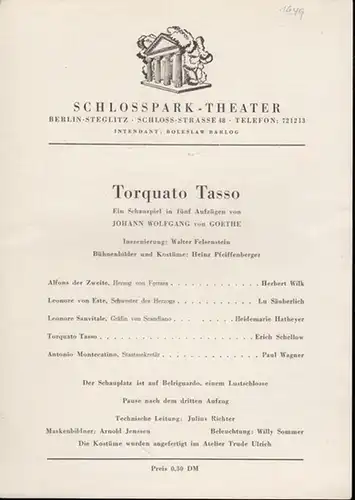 1949
SCHLOSSPARK-THEATER
BERLIN-STEGLITZ · SCHLOSS-STRASSE 48 · TELEFON: 721213
INTENDANT: BOLESLAW BARLOG
Torquato Tasso
Ein Schauspiel in fünf Aufzügen von
JOHANN WOLFGANG von GOETHE
Inszenierung: Walter Felsenstein
Bühnenbilder und Kostüme: Heinz Pfeiffenberger
Alfons der Zweite, Herzog von Ferrara . . . . . . . . . . . Herbert Wilk
Leonore von Este, Schwester des Herzogs . . . . . . . . . . . Lu Säuberlich
Leonore Sanvitale, Gräfin von Scandiano . . . . . . . . Heidemarie Hatheyer
Torquato Tasso . . . . . . . . . . . . . . . . . . . . Erich Schellow
Antonio Montecatino, Staatssekretär . . . . . . . . . . . . Paul Wagner
Der Schauplatz ist auf Belriguardo, einem Lustschlosse
Pause nach dem dritten Aufzug
Technische Leitung: Julius Richter
Maskenbildner: Arnold Jenssen Beleuchtung: Willy Sommer
Die Kostüme wurden angefertigt im Atelier Trude Ulrich
Preis 0,50 DM